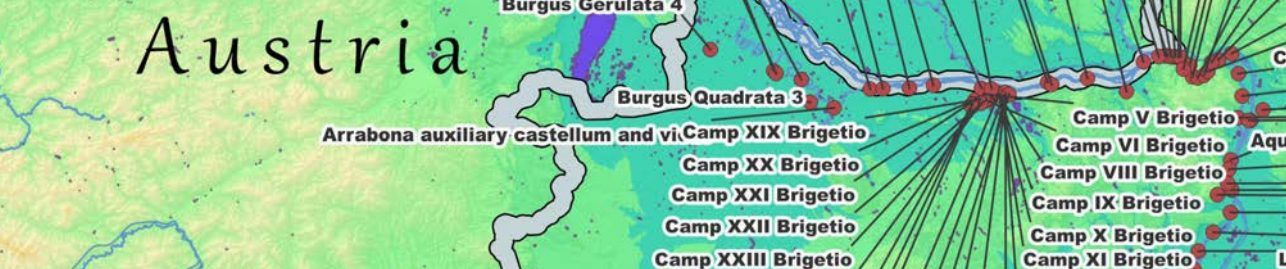 Burgus Gerulata 4
Austria
Burgus Quadrata 3
Arrabona auxiliary castellum and vi
Camp XIX Brigetio
Camp XX Brigetio
Camp XXI Brigetio
Camp XXII Brigetio
Camp XXIII Brigetio
Camp V Brigetio
Camp VI Brigetio
Camp VIII Brigetio
Camp IX Brigetio
Camp X Brigetio
Camp XI Brigetio
Aqu